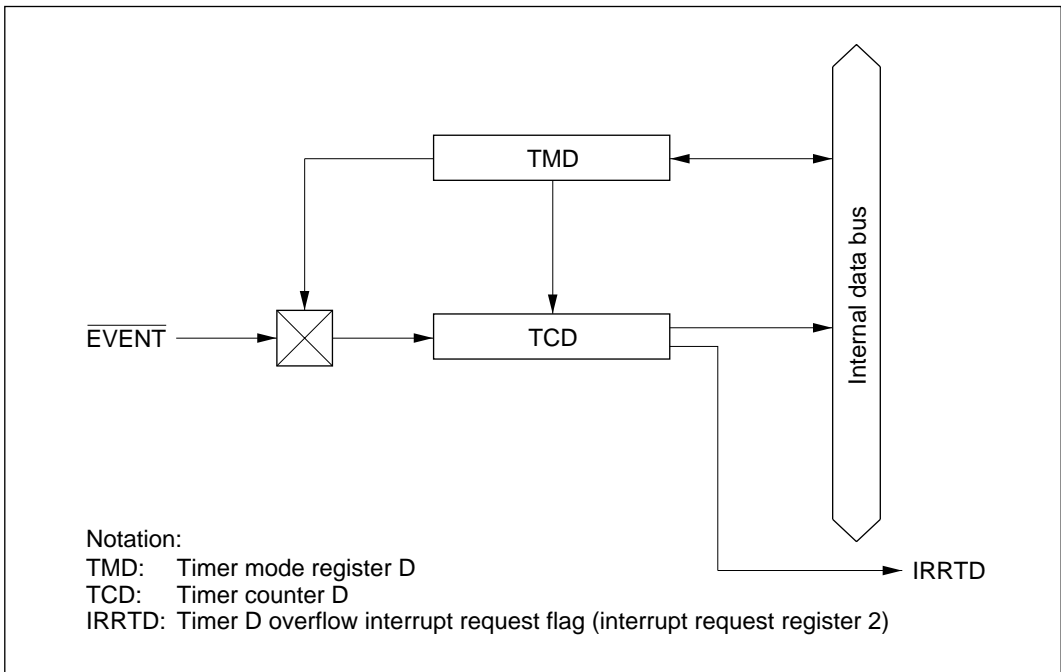 TMD
Internal data bus
EVENT
TCD
IRRTD
Notation:
TMD: Timer mode register D
TCD: Timer counter D
IRRTD: Timer D overflow interrupt request flag (interrupt request register 2)